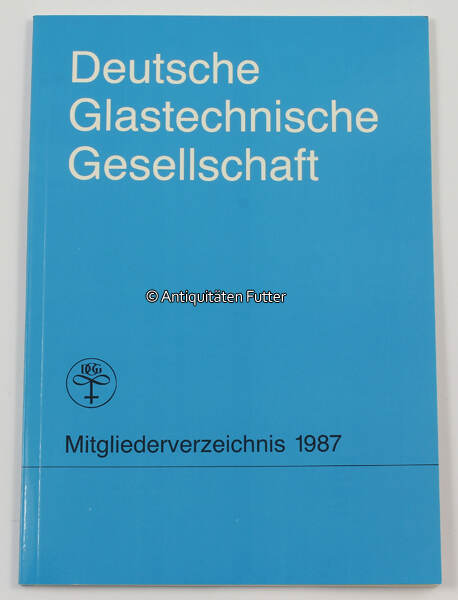 Deutsche
Glastechnische
Gesellschaft
© Antiquitäten Futter
DGG
Mitgliederverzeichnis 1987